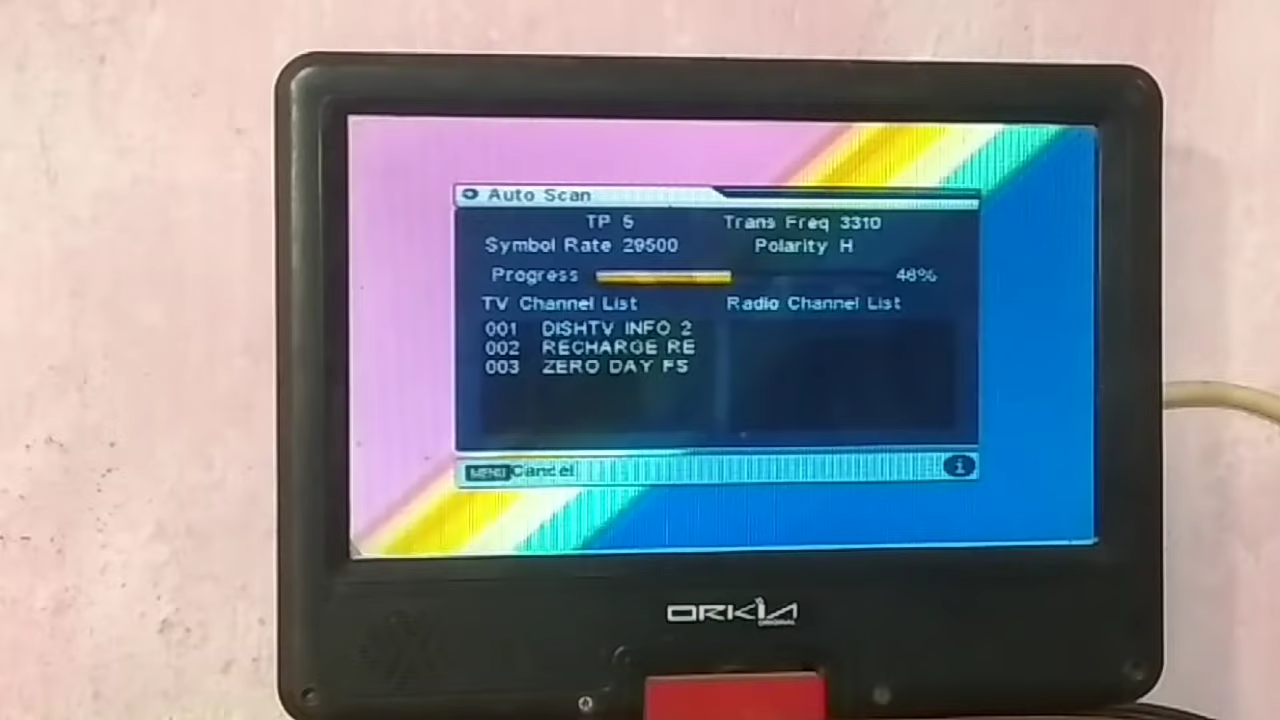 Auto Scan
TP 5 Trans Freq 3310
Symbol Rate 29500 Polarity H
Progress 46%
TV Channel List Radio Channel List
001 DISHTV INFO 2
002 RECHARGE RE
003 ZERO DAY FS
MENU Cancel i
ORKIA
ORIGINAL